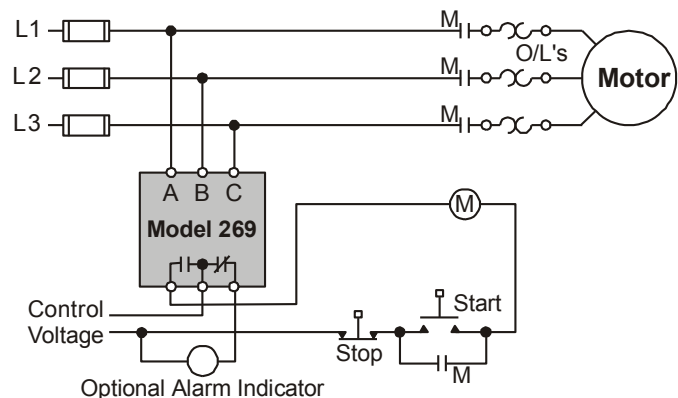 L1
M
O/L's
L2
M
Motor
L3
M
A B C
Model 269
M
Control
Voltage
Start
Stop
M
Optional Alarm Indicator